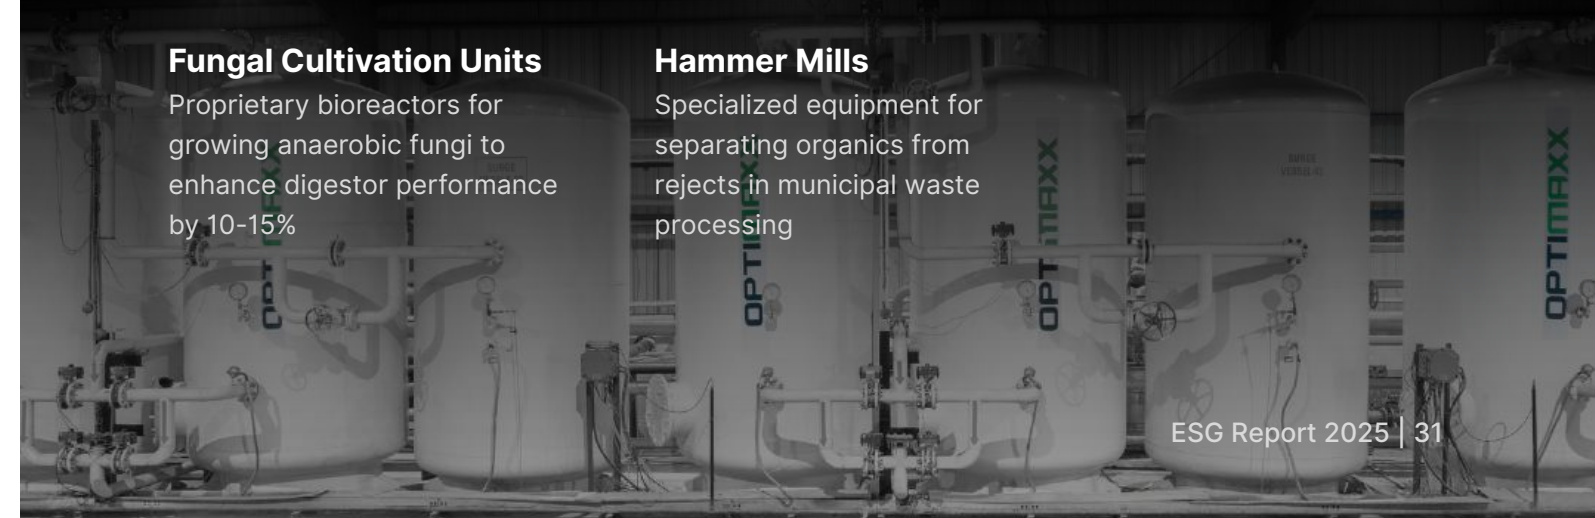 Fungal Cultivation Units
Proprietary bioreactors for
growing anaerobic fungi to
enhance digestor performance
by 10-15%
Hammer Mills
Specialized equipment for
separating organics from
rejects in municipal waste
processing
OPTIMAXX
OPTIMAXX
OPTIMAXX
OPTIMAXX
ESG Report 2025 | 31